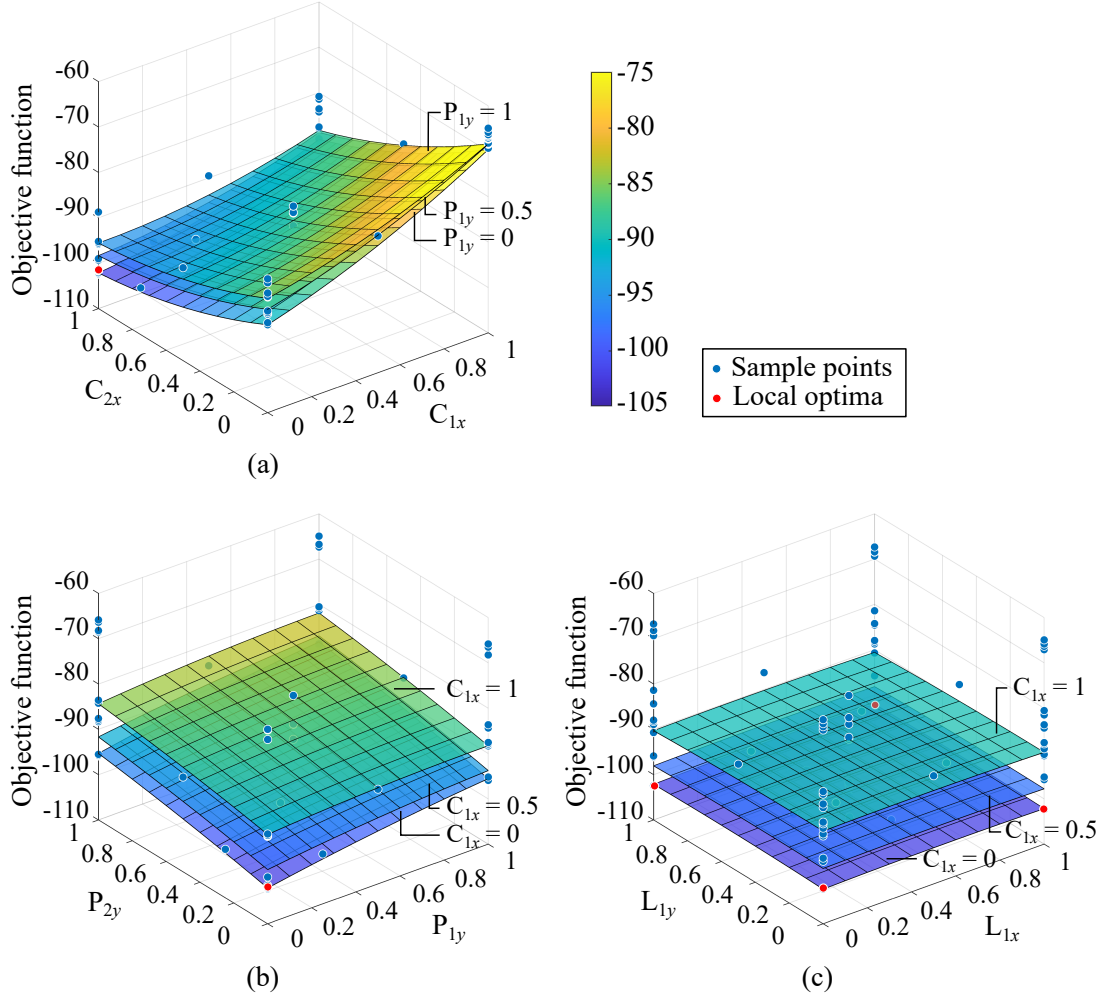 -60
-70
-80
-90
-100
-110
Objective function
1
0.8
0.6
0.4
0.2
0
C2x
0
0.2
0.4
0.6
0.8
1
C1x
P1y = 1
P1y = 0.5
P1y = 0
(a)
-75
-80
-85
-90
-95
-100
-105
Sample points
Local optima
-60
-70
-80
-90
-100
-110
Objective function
1
0.8
0.6
0.4
0.2
0
P2y
0
0.2
0.4
0.6
0.8
1
P1y
C1x = 1
C1x = 0.5
C1x = 0
(b)
-60
-70
-80
-90
-100
-110
Objective function
1
0.8
0.6
0.4
0.2
0
L1y
0
0.2
0.4
0.6
0.8
1
L1x
C1x = 1
C1x = 0.5
C1x = 0
(c)